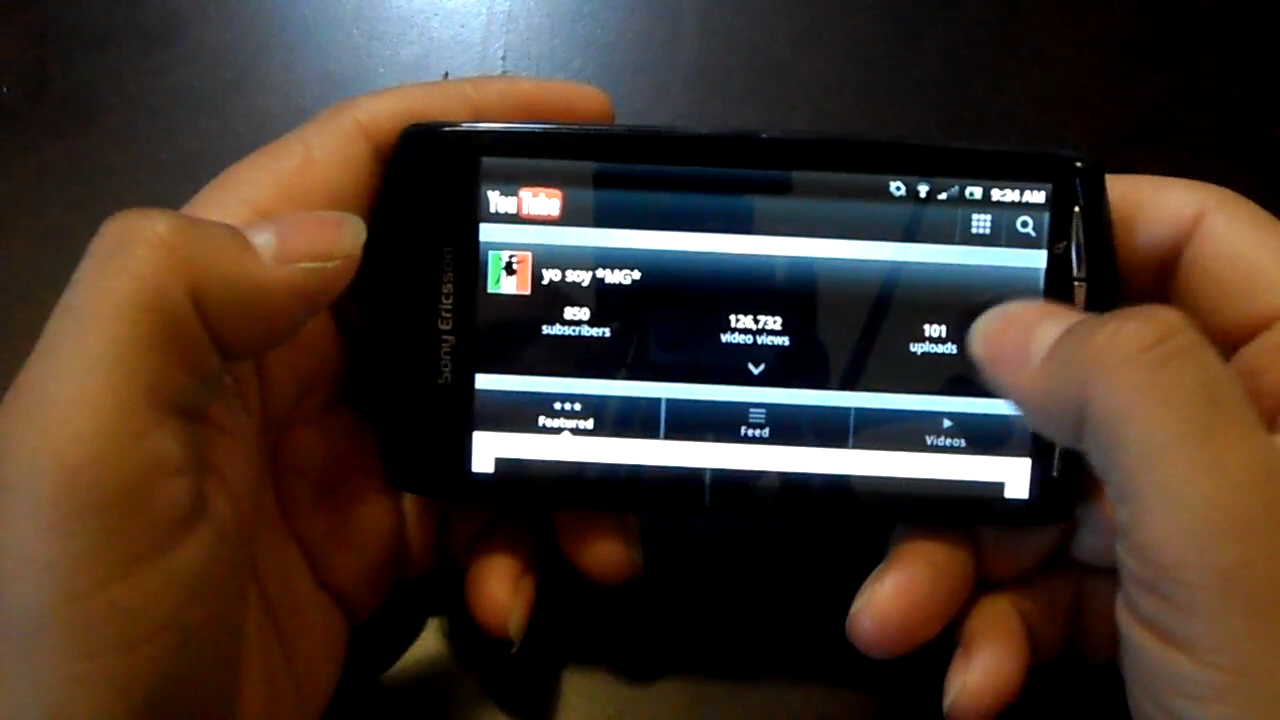 Sony Ericsson
9:24 AM
YouTube
yo soy *MG*
850
subscribers
126,732
video views
101
uploads
Featured
Feed
Videos